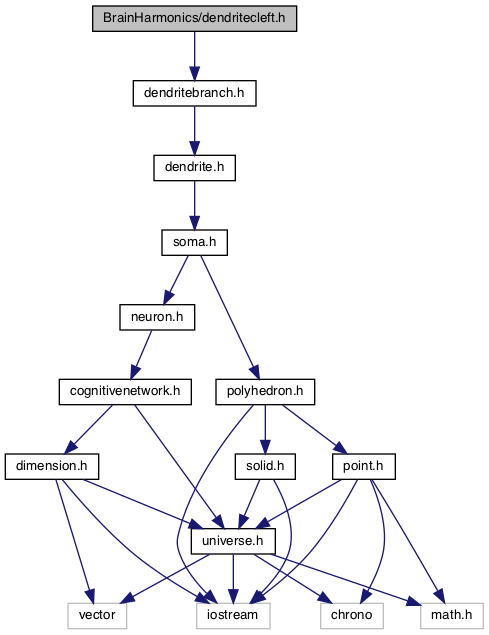 BrainHarmonics/dendritecleft.h
dendritebranch.h
dendrite.h
soma.h
neuron.h
cognitivenetwork.h
polyhedron.h
dimension.h
solid.h
point.h
universe.h
vector
iostream
chrono
math.h